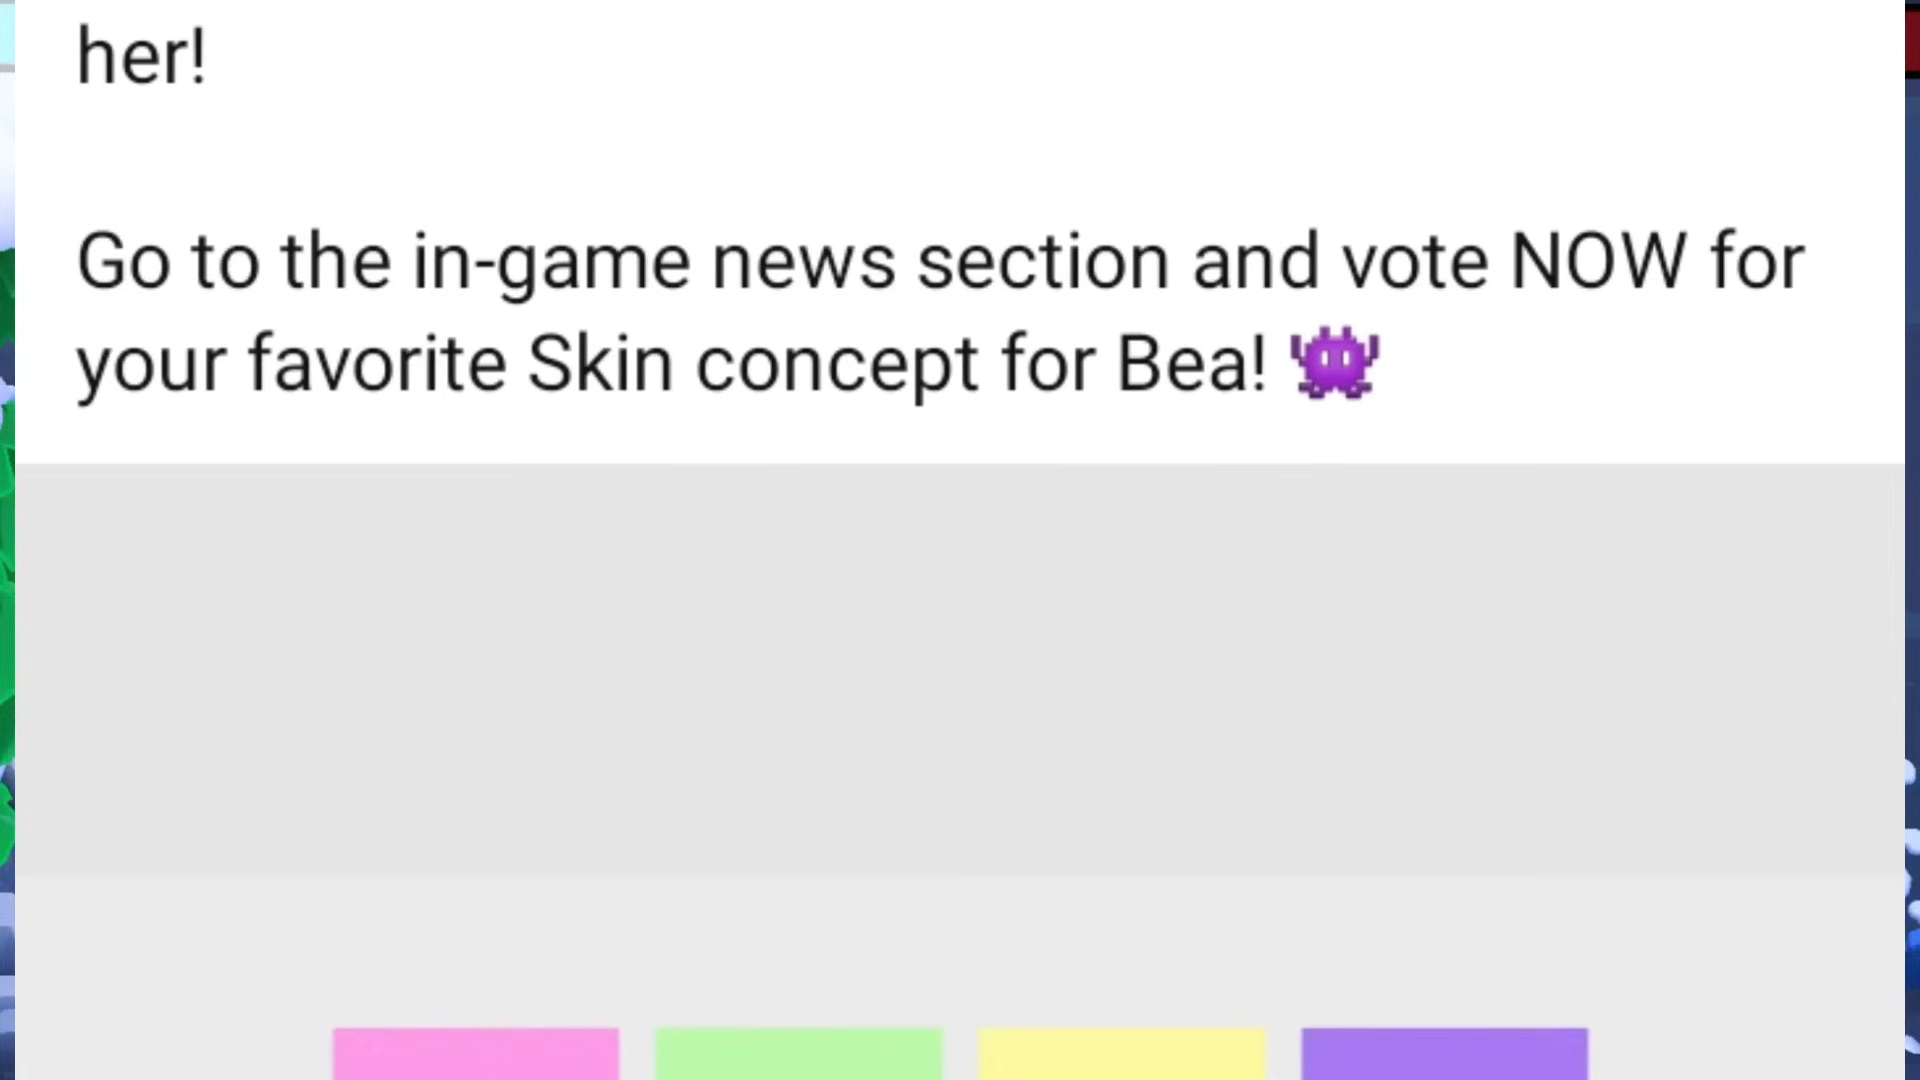 her!
Go to the in-game news section and vote NOW for
your favorite Skin concept for Bea! 👾